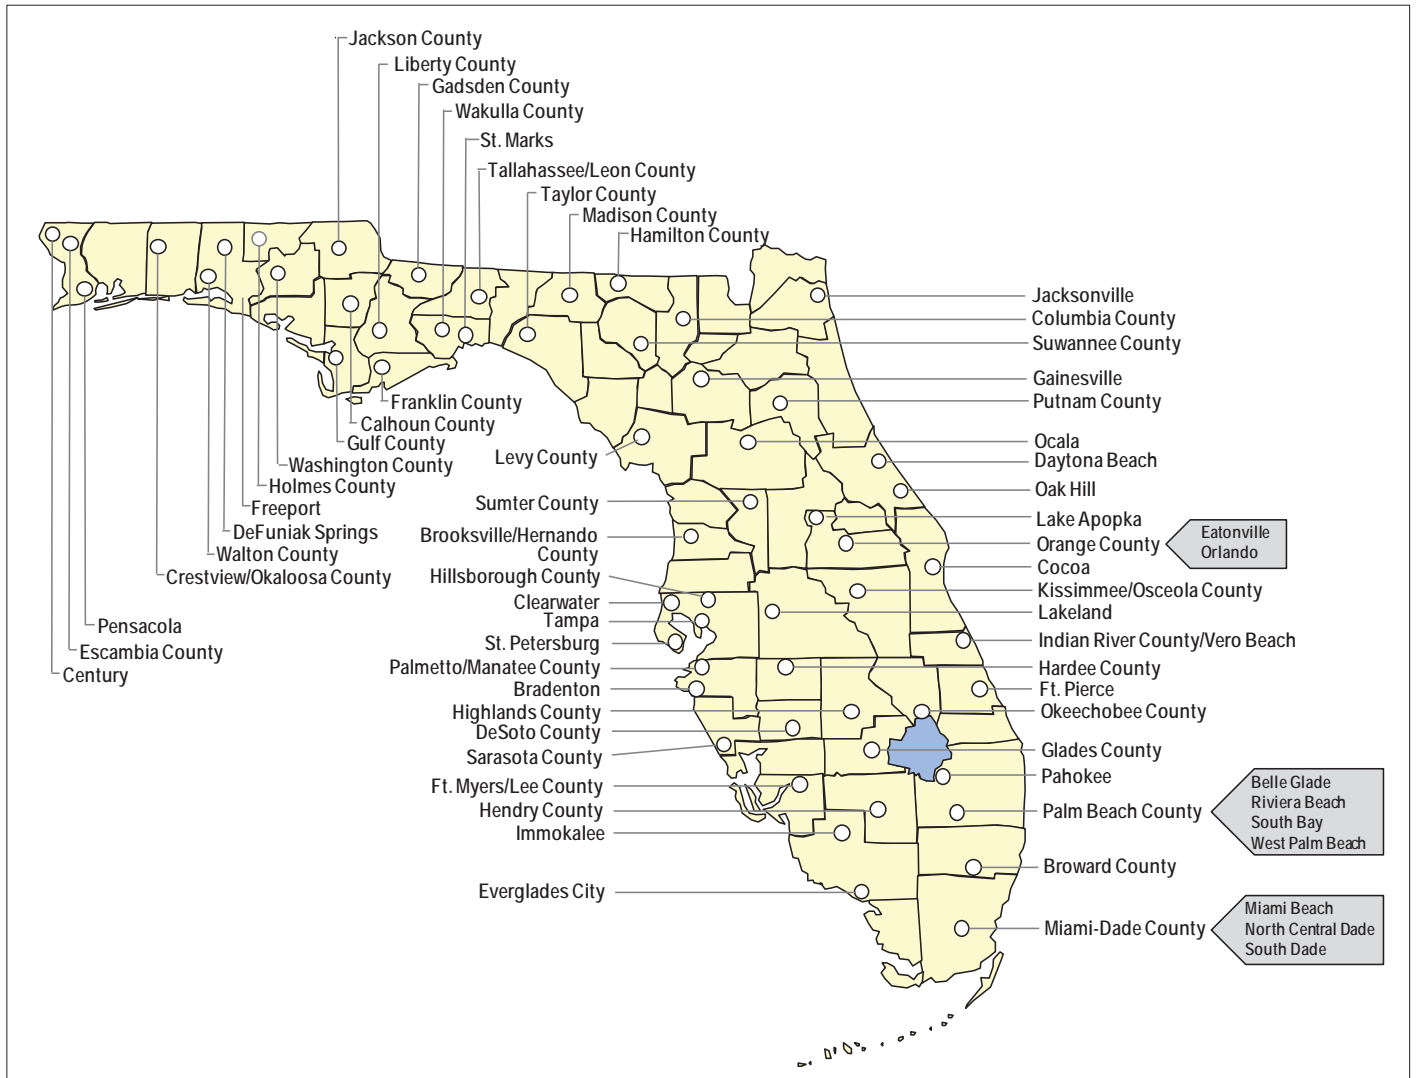 Jackson County
Liberty County
Gadsden County
Wakulla County
St. Marks
Tallahassee/Leon County
Taylor County
Madison County
Hamilton County
Franklin County
Calhoun County
Gulf County
Washington County
Holmes County
Freeport
DeFuniak Springs
Walton County
Crestview/Okaloosa County
Pensacola
Escambia County
Century
Levy County
Sumter County
Brooksville/Hernando
County
Hillsborough County
Clearwater
Tampa
St. Petersburg
Palmetto/Manatee County
Bradenton
Highlands County
DeSoto County
Sarasota County
Ft. Myers/Lee County
Hendry County
Immokalee
Everglades City
Jacksonville
Columbia County
Suwannee County
Gainesville
Putnam County
Ocala
Daytona Beach
Oak Hill
Lake Apopka
Orange County
Eatonville
Orlando
Cocoa
Kissimmee/Osceola County
Lakeland
Indian River County/Vero Beach
Hardee County
Ft. Pierce
Okeechobee County
Glades County
Pahokee
Palm Beach County
Belle Glade
Riviera Beach
South Bay
West Palm Beach
Broward County
Miami-Dade County
Miami Beach
North Central Dade
South Dade